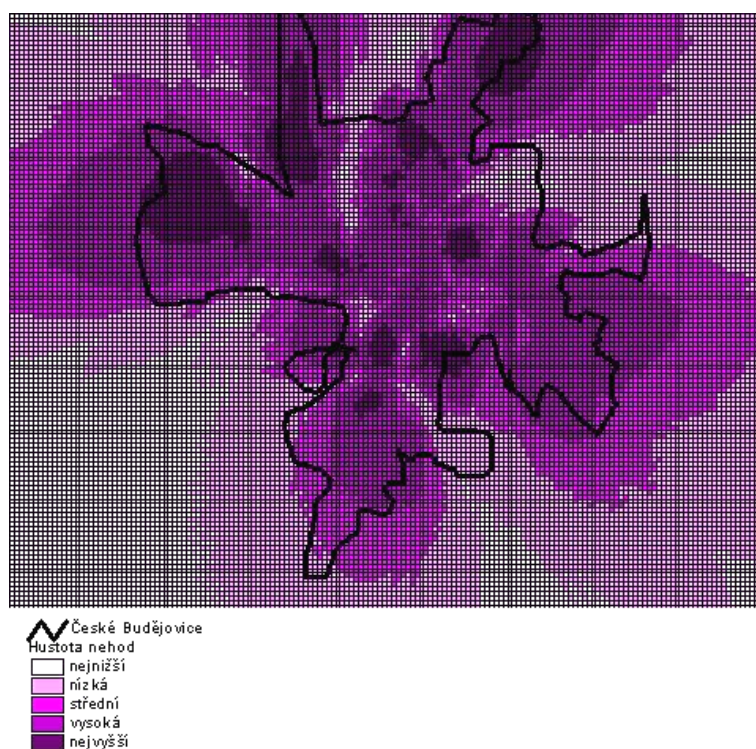 České Budějovice
Hustota nehod
nejnižší
nízká
střední
vysoká
nejvyšší